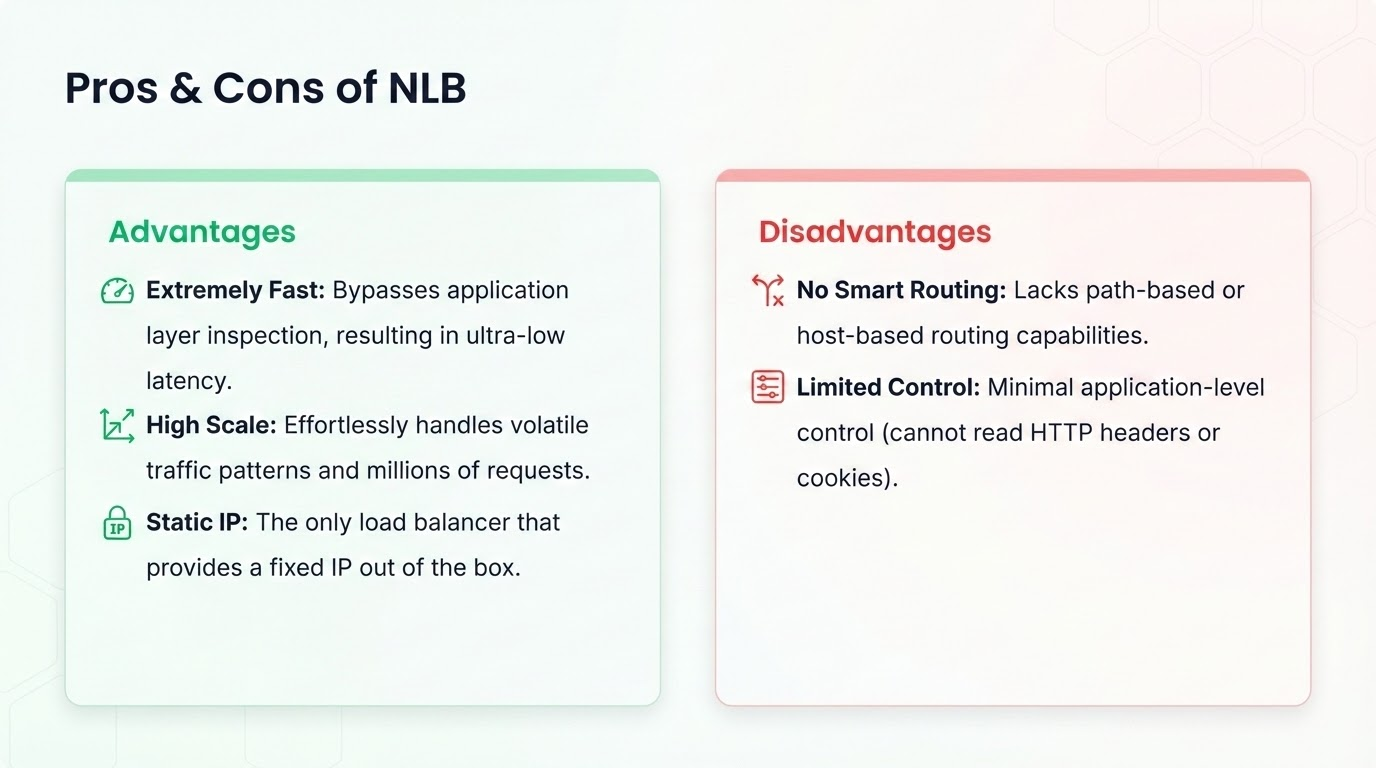 Pros & Cons of NLB
Advantages
Extremely Fast: Bypasses application
layer inspection, resulting in ultra-low
latency.
High Scale: Effortlessly handles volatile
traffic patterns and millions of requests.
IP
Static IP: The only load balancer that
provides a fixed IP out of the box.
Disadvantages
No Smart Routing: Lacks path-based or
host-based routing capabilities.
Limited Control: Minimal application-level
control (cannot read HTTP headers or
cookies).